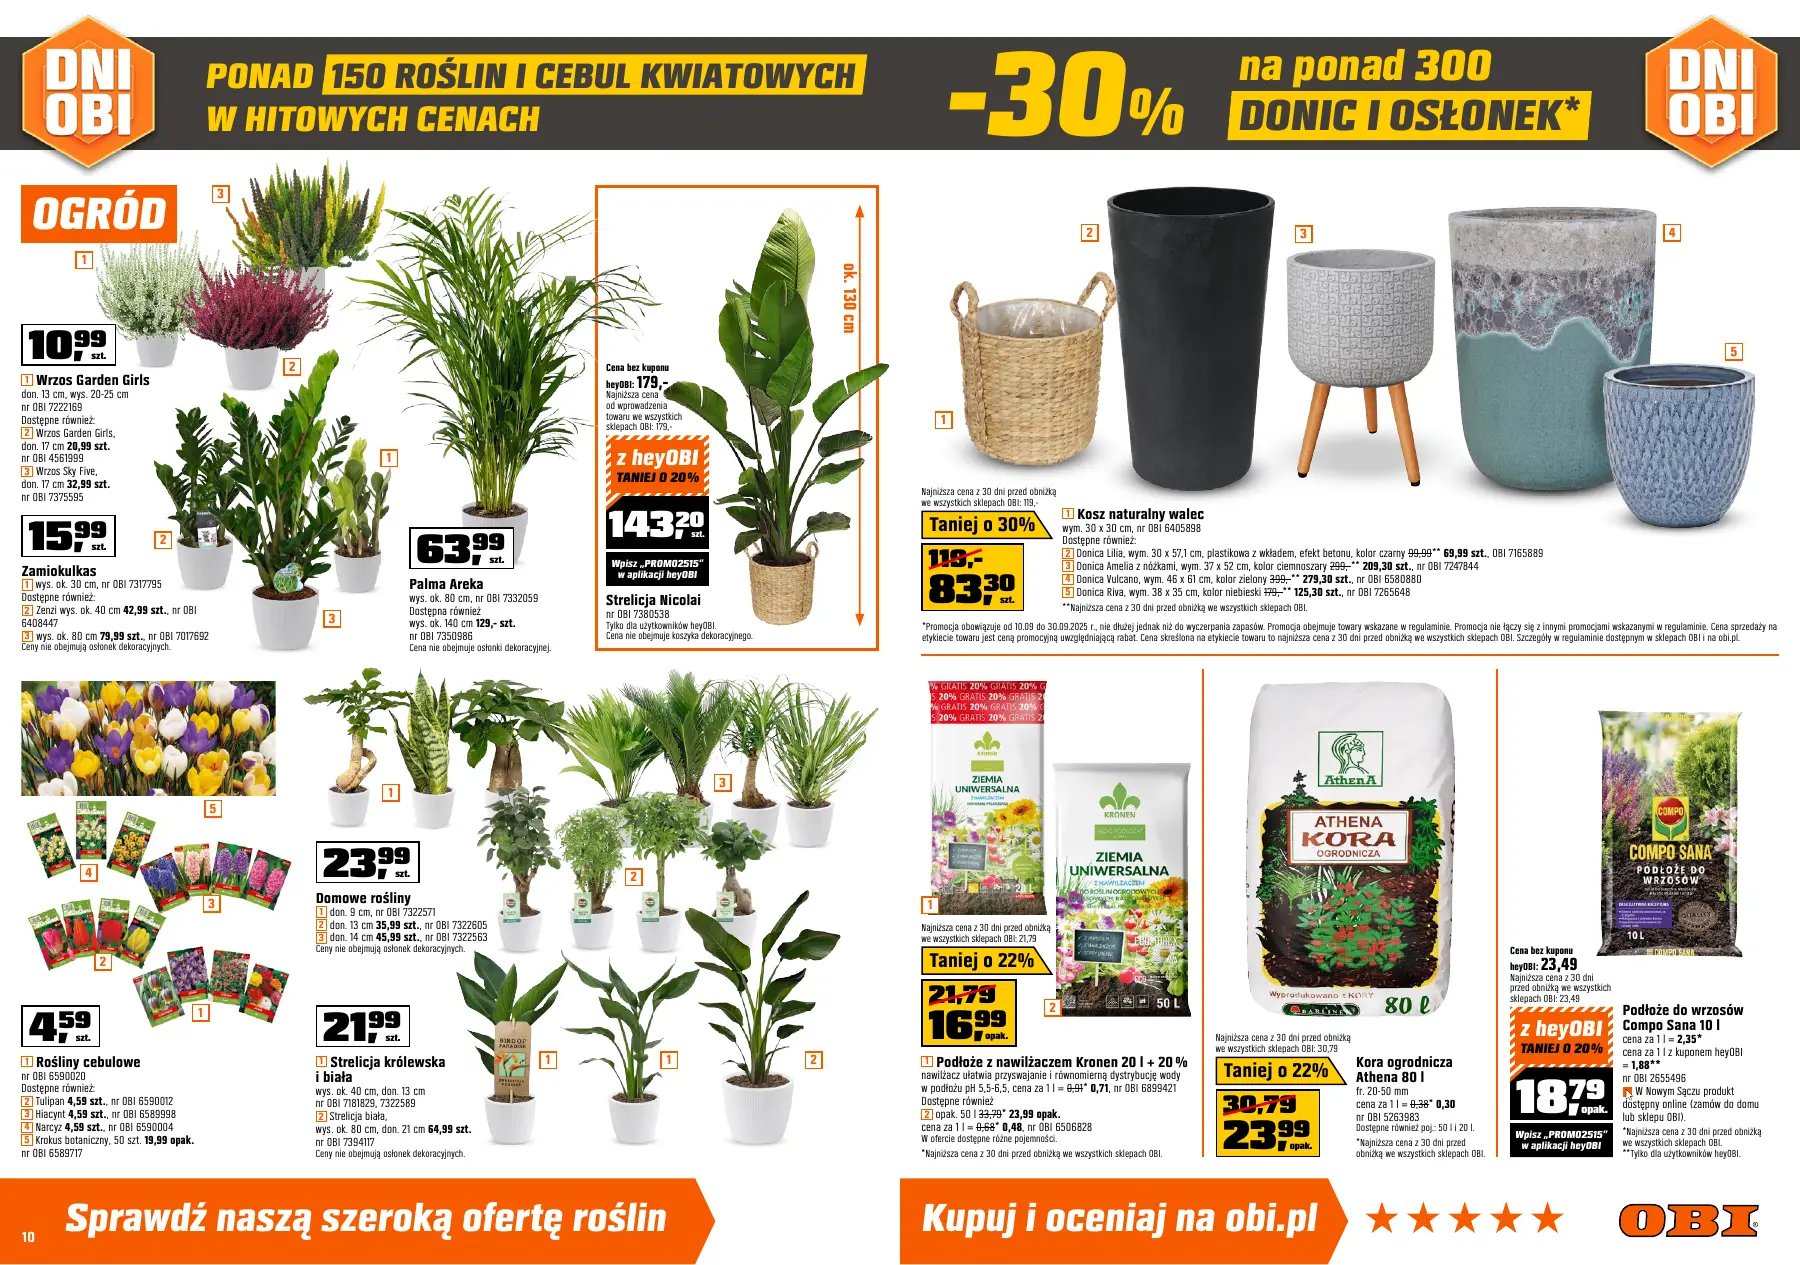 DNI
OBI
PONAD 150 ROŚLIN I CEBUL KWIATOWYCH
W HITOWYCH CENACH
-30%
na ponad 300
DONIC I OSŁONEK*
DNI
OBI
OGRÓD
1
2
3
10,99 szt.
1 Wrzos Garden Girls
don. 13 cm, wys. 20-25 cm
nr OBI 7222169
Dostępne również:
2 Wrzos Garden Girls,
don. 17 cm 20,99 szt.
nr OBI 4561999
3 Wrzos Sky Five,
don. 17 cm 32,99 szt.
nr OBI 7375595
15,99 szt.
Zamiokulkas
1 wys. ok. 30 cm, nr OBI 7317795
Dostępne również:
2 Zenzi wys. ok. 40 cm 42,99 szt., nr OBI
6408447
3 wys. ok. 80 cm 79,99 szt., nr OBI 7017692
Ceny nie obejmują osłonek dekoracyjnych.
1
2
3
63,99 szt.
Palma Areka
wys. ok. 80 cm, nr OBI 7332059
Dostępna również
wys. ok. 140 cm 129,- szt.
nr OBI 7350986
Cena nie obejmuje osłonki dekoracyjnej.
ok. 130 cm
Cena bez kuponu
heyOBI: 179,-
Najniższa cena
od wprowadzenia
towaru we wszystkich
sklepach OBI: 179,-
z heyOBI
TANIEJ O 20%
143,20 szt.
Wpisz „PROMO2515”
w aplikacji heyOBI
Strelicja Nicolai
nr OBI 7380538
Tylko dla użytkowników heyOBI.
Cena nie obejmuje koszyka dekoracyjnego.
1
2
3
4
5
Najniższa cena z 30 dni przed obniżką
we wszystkich sklepach OBI: 119,-
Taniej o 30%
119,-
83,30 szt.
1 Kosz naturalny walec
wym. 30 x 30 cm, nr OBI 6405898
Dostępne również:
2 Donica Lilia, wym. 30 x 57,1 cm, plastikowa z wkładem, efekt betonu, kolor czarny 99,99** 69,99 szt., OBI 7165889
3 Donica Amelia z nóżkami, wym. 37 x 52 cm, kolor ciemnoszary 299,-** 209,30 szt., nr OBI 7247844
4 Donica Vulcano, wym. 46 x 61 cm, kolor zielony 399,-** 279,30 szt., nr OBI 6580880
5 Donica Riva, wym. 38 x 35 cm, kolor niebieski 179,-** 125,30 szt., nr OBI 7265648
**Najniższa cena z 30 dni przed obniżką we wszystkich sklepach OBI.
*Promocja obowiązuje od 10.09 do 30.09.2025 r., nie dłużej jednak niż do wyczerpania zapasów. Promocja obejmuje towary wskazane w regulaminie. Promocja nie łączy się z innymi promocjami wskazanymi w regulaminie. Cena sprzedaży na
etykiecie towaru jest ceną promocyjną uwzględniającą rabat. Cena skreślona na etykiecie towaru to najniższa cena z 30 dni przed obniżką we wszystkich sklepach OBI. Szczegóły w regulaminie dostępnym w sklepach OBI i na obi.pl.
5
4
3
2
1
4,59 szt.
1 Rośliny cebulowe
nr OBI 6590020
Dostępne również:
2 Tulipan 4,59 szt., nr OBI 6590012
3 Hiacynt 4,59 szt., nr OBI 6589998
4 Narcyz 4,59 szt., nr OBI 6590004
5 Krokus botaniczny, 50 szt. 19,99 opak.
nr OBI 6589717
1
3
2
23,99 szt.
Domowe rośliny
1 don. 9 cm, nr OBI 7322571
2 don. 13 cm 35,99 szt., nr OBI 7322605
3 don. 14 cm 45,99 szt., nr OBI 7322563
Ceny nie obejmują osłonek dekoracyjnych.
21,99 szt.
1 Strelicja królewska
i biała
wys. ok. 40 cm, don. 13 cm
nr OBI 7181829, 7322589
2 Strelicja biała,
wys. ok. 80 cm, don. 21 cm 64,99 szt.
nr OBI 7394117
Ceny nie obejmują osłonek dekoracyjnych.
BIRD OF
PARADISE
1
1
2
20% GRATIS 20% GRATIS 20%
KRONEN
ZIEMIA
UNIWERSALNA
Z NAWILŻACZEM
20 L
KRONEN
ZIEMIA
UNIWERSALNA
Z NAWILŻACZEM
50 L
1
2
Najniższa cena z 30 dni przed obniżką
we wszystkich sklepach OBI: 21,79
Taniej o 22%
21,79
16,99 opak.
1 Podłoże z nawilżaczem Kronen 20 l + 20 %
nawilżacz ułatwia przyswajanie i równomierną dystrybucję wody
w podłożu pH 5,5-6,5, cena za 1 l = 0,91* 0,71, nr OBI 6899421
Dostępne również
2 opak. 50 l 33,79* 23,99 opak.
cena za 1 l = 0,68* 0,48, nr OBI 6506828
W ofercie dostępne różne pojemności.
*Najniższa cena z 30 dni przed obniżką we wszystkich sklepach OBI.
AthenA
ATHENA
KORA
OGRODNICZA
Wyprodukowano z KORY
BARLINEK
80 ℓ
Najniższa cena z 30 dni przed obniżką
we wszystkich sklepach OBI: 30,79
Taniej o 22%
30,79
23,99 opak.
Kora ogrodnicza
Athena 80 l
fr. 20-50 mm
cena za 1 l = 0,38* 0,30
nr OBI 5263983
Dostępne również poj.: 50 l i 20 l.
*Najniższa cena z 30 dni przed
obniżką we wszystkich sklepach OBI.
COMPO
COMPO SANA
PODŁOŻE DO
WRZOSÓW
10 L
COMPO SANA
Cena bez kuponu
heyOBI: 23,49
Najniższa cena z 30 dni
przed obniżką we wszystkich
sklepach OBI: 23,49
z heyOBI
TANIEJ O 20%
18,79 opak.
Wpisz „PROMO2515”
w aplikacji heyOBI
Podłoże do wrzosów
Compo Sana 10 l
cena za 1 l = 2,35*
cena za 1 l z kuponem heyOBI
= 1,88**
nr OBI 2655496
W Nowym Sączu produkt
dostępny online (zamów do domu
lub sklepu OBI).
*Najniższa cena z 30 dni przed obniżką
we wszystkich sklepach OBI.
**Tylko dla użytkowników heyOBI.
10
Sprawdź naszą szeroką ofertę roślin
Kupuj i oceniaj na obi.pl
OBI®